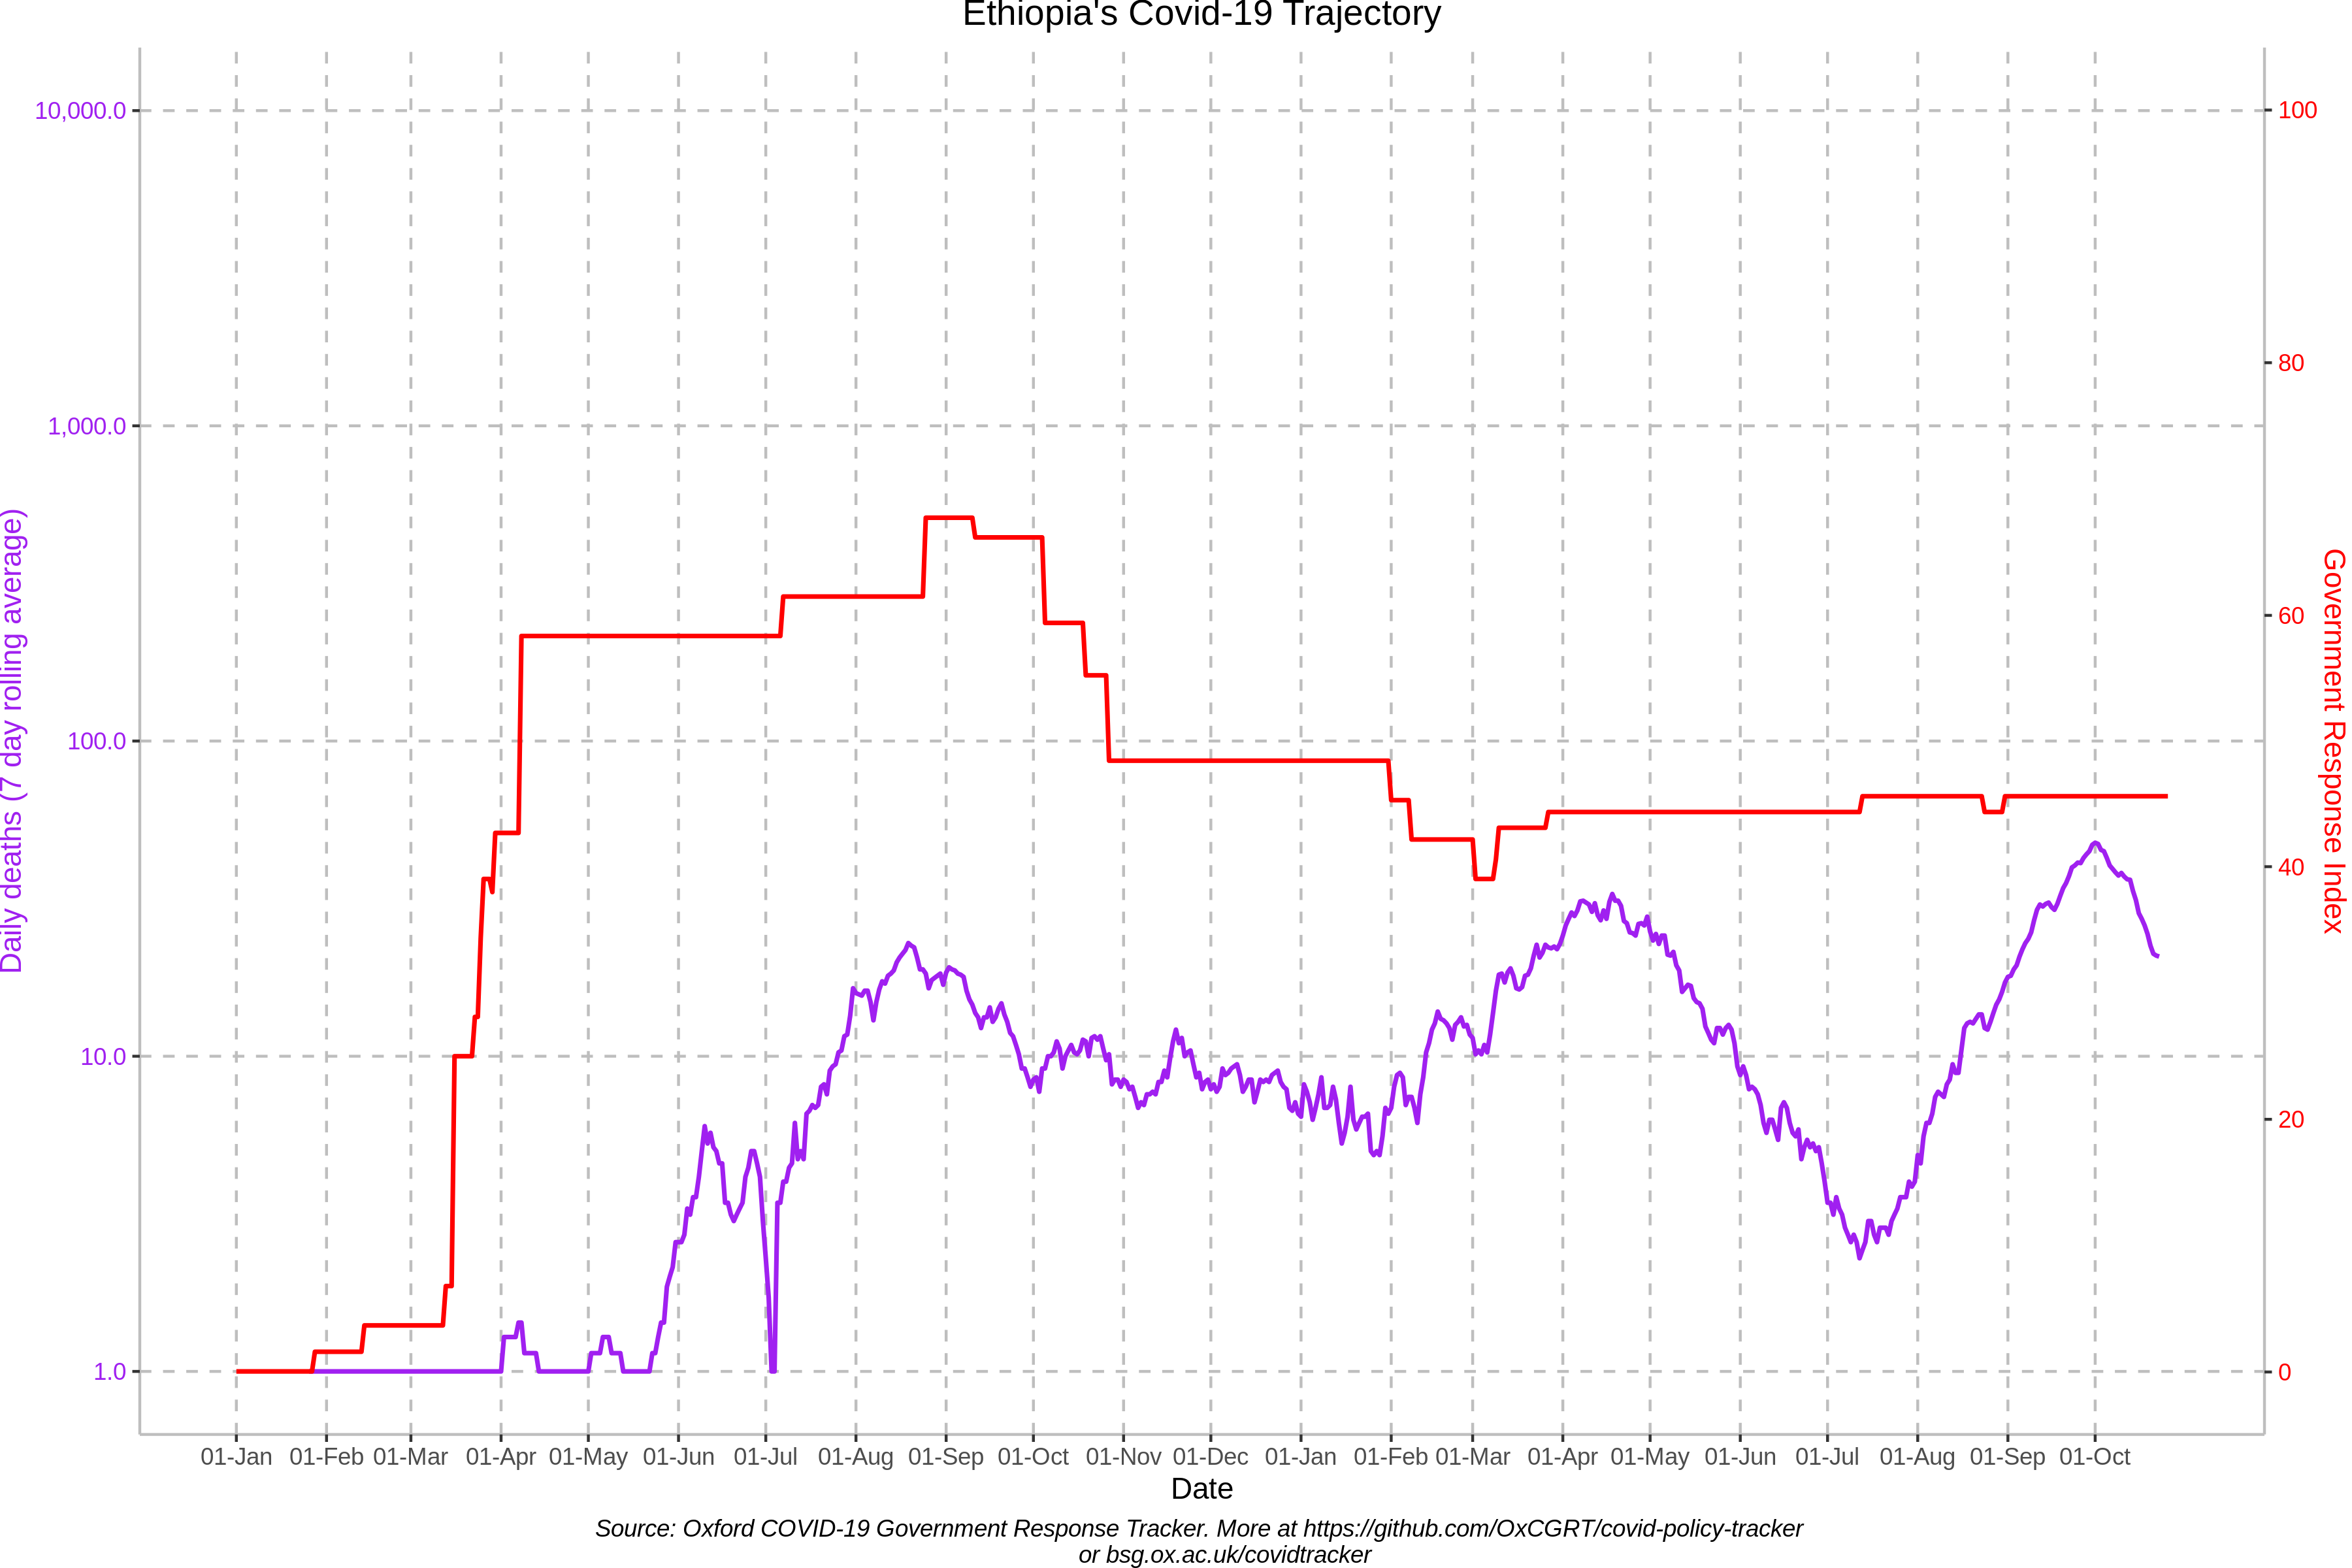 Ethiopia's Covid-19 Trajectory
10,000.0
1,000.0
100.0
10.0
1.0
Daily deaths (7 day rolling average)
100
80
60
40
20
0
Government Response Index
01-Jan 01-Feb 01-Mar 01-Apr 01-May 01-Jun 01-Jul 01-Aug 01-Sep 01-Oct 01-Nov 01-Dec 01-Jan 01-Feb 01-Mar 01-Apr 01-May 01-Jun 01-Jul 01-Aug 01-Sep 01-Oct
Date
Source: Oxford COVID-19 Government Response Tracker. More at https://github.com/OxCGRT/covid-policy-tracker
or bsg.ox.ac.uk/covidtracker